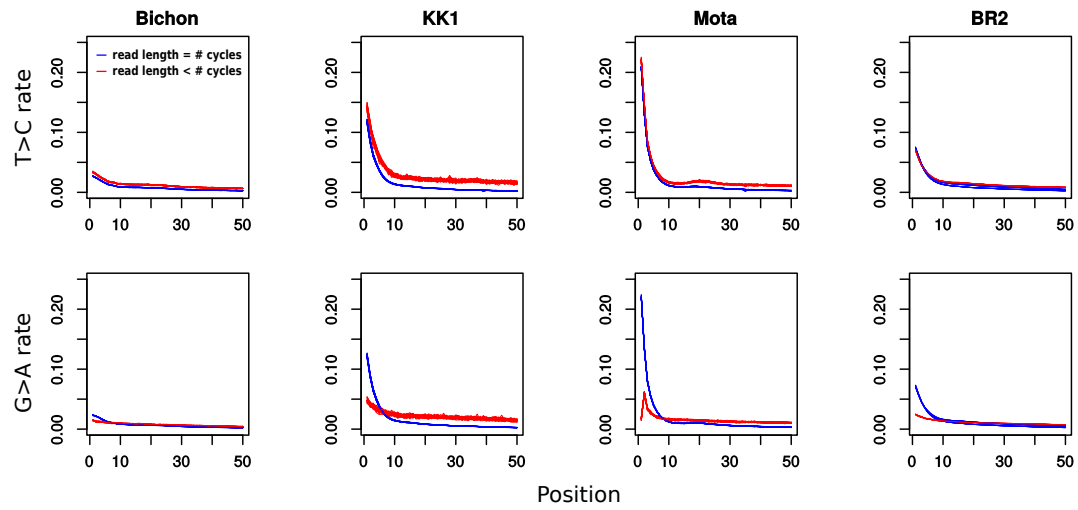 Bichon KK1 Mota BR2
T>C rate
read length = # cycles
read length < # cycles
0.00 0.10 0.20
0 10 30 50
0.00 0.10 0.20
0 10 30 50
0.00 0.10 0.20
0 10 30 50
0.00 0.10 0.20
0 10 30 50
G>A rate
0.00 0.10 0.20
0 10 30 50
0.00 0.10 0.20
0 10 30 50
0.00 0.10 0.20
0 10 30 50
0.00 0.10 0.20
0 10 30 50
Position